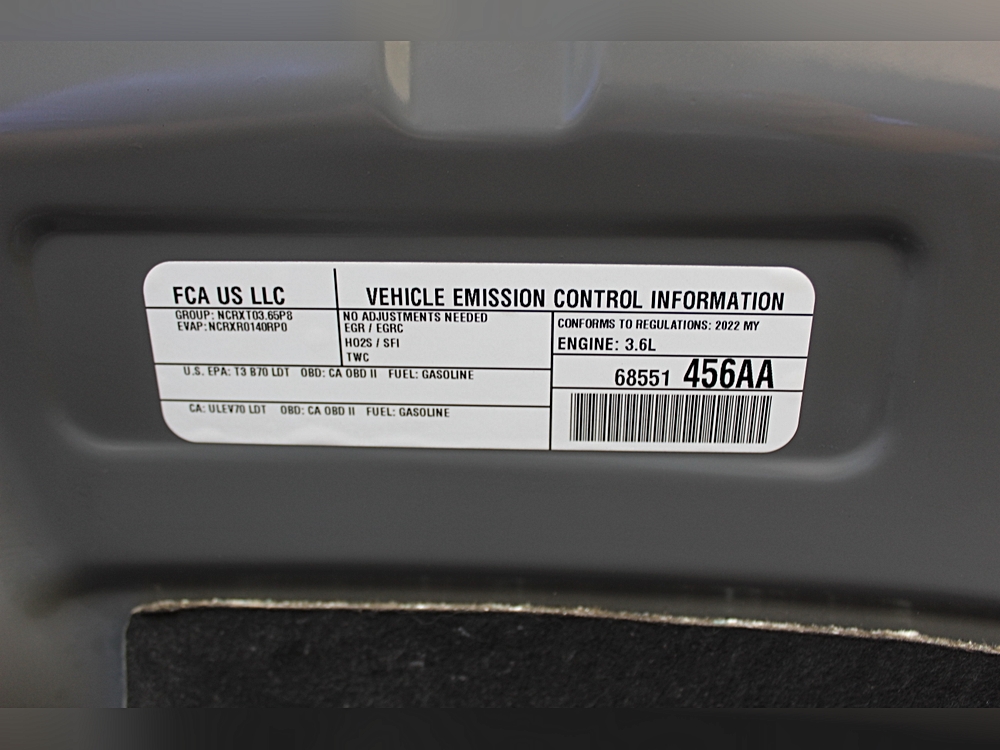 FCA US LLC
VEHICLE EMISSION CONTROL INFORMATION
GROUP: NCRXT03.65P8
EVAP: NCRXR0140RP0
NO ADJUSTMENTS NEEDED
EGR / EGRC
HO2S / SFI
TWC
CONFORMS TO REGULATIONS: 2022 MY
ENGINE: 3.6L
U.S. EPA: T3 B70 LDT OBD: CA OBD II FUEL: GASOLINE
68551 456AA
CA: ULEV70 LDT OBD: CA OBD II FUEL: GASOLINE